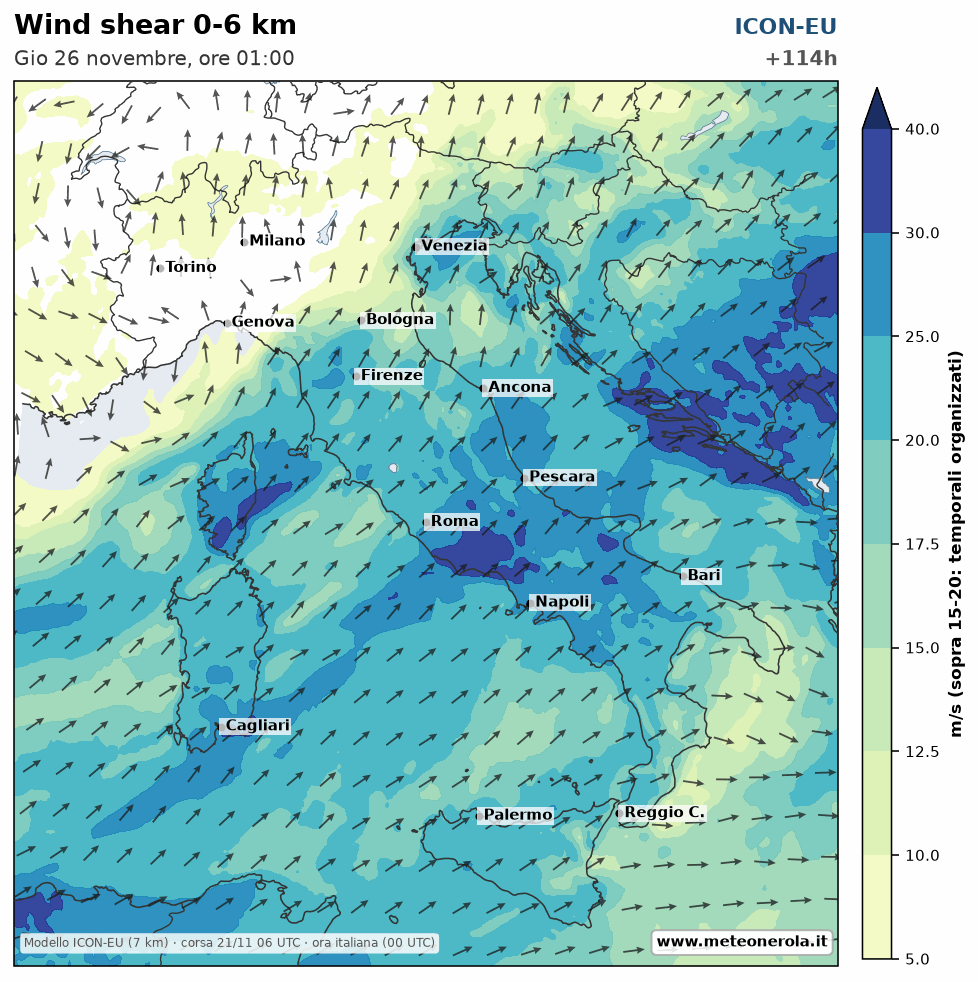 Wind shear 0-6 km
ICON-EU
Gio 26 novembre, ore 01:00
+114h
40.0
30.0
25.0
20.0
17.5
15.0
12.5
10.0
5.0
m/s (sopra 15-20: temporali organizzati)
Venezia
Milano
Torino
Genova
Bologna
Firenze
Ancona
Pescara
Roma
Bari
Napoli
Cagliari
Palermo
Reggio C.
Modello ICON-EU (7 km) · corsa 21/11 06 UTC · ora italiana (00 UTC)
www.meteonerola.it